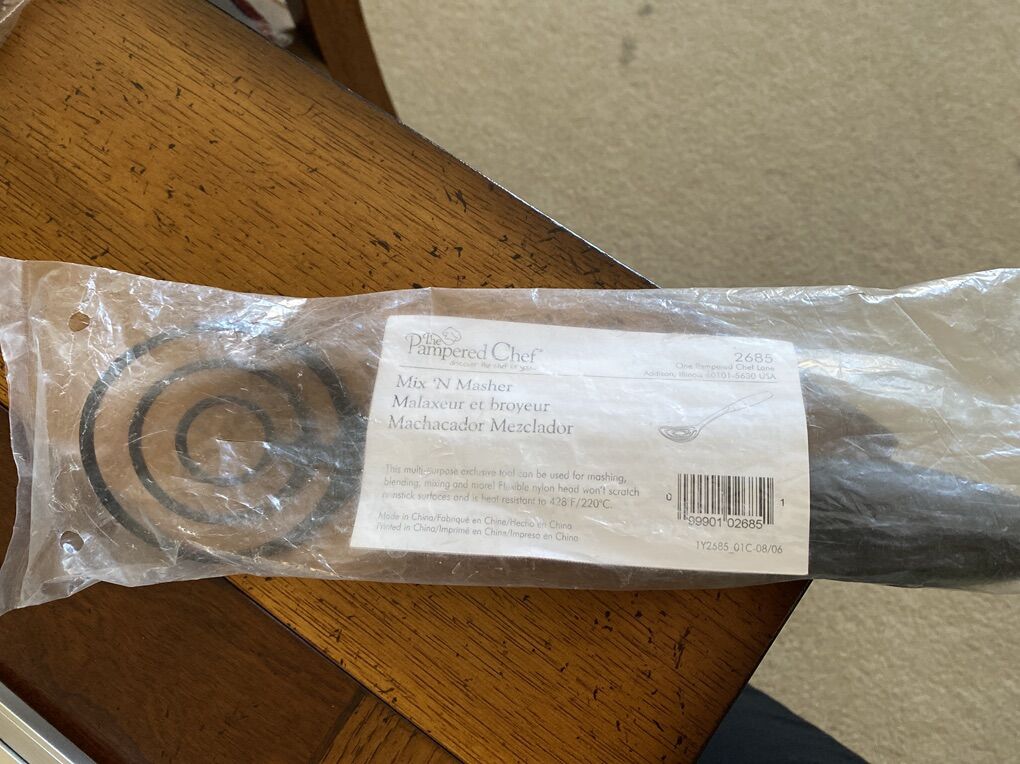 The
Pampered Chef
discover the chef in you
2685
One Pampered Chef Lane
Addison, Illinois 60101-5630 USA
Mix 'N Masher
Malaxeur et broyeur
Machacador Mezclador
This multi-purpose exclusive tool can be used for mashing,
blending, mixing and more! Flexible nylon head won't scratch
nonstick surfaces and is heat resistant to 428°F/220°C.
Made in China/Fabriqué en Chine/Hecho en China
Printed in China/Imprimé en Chine/Impreso en China
0 99901 02685 1
1Y2685_01C-08/06